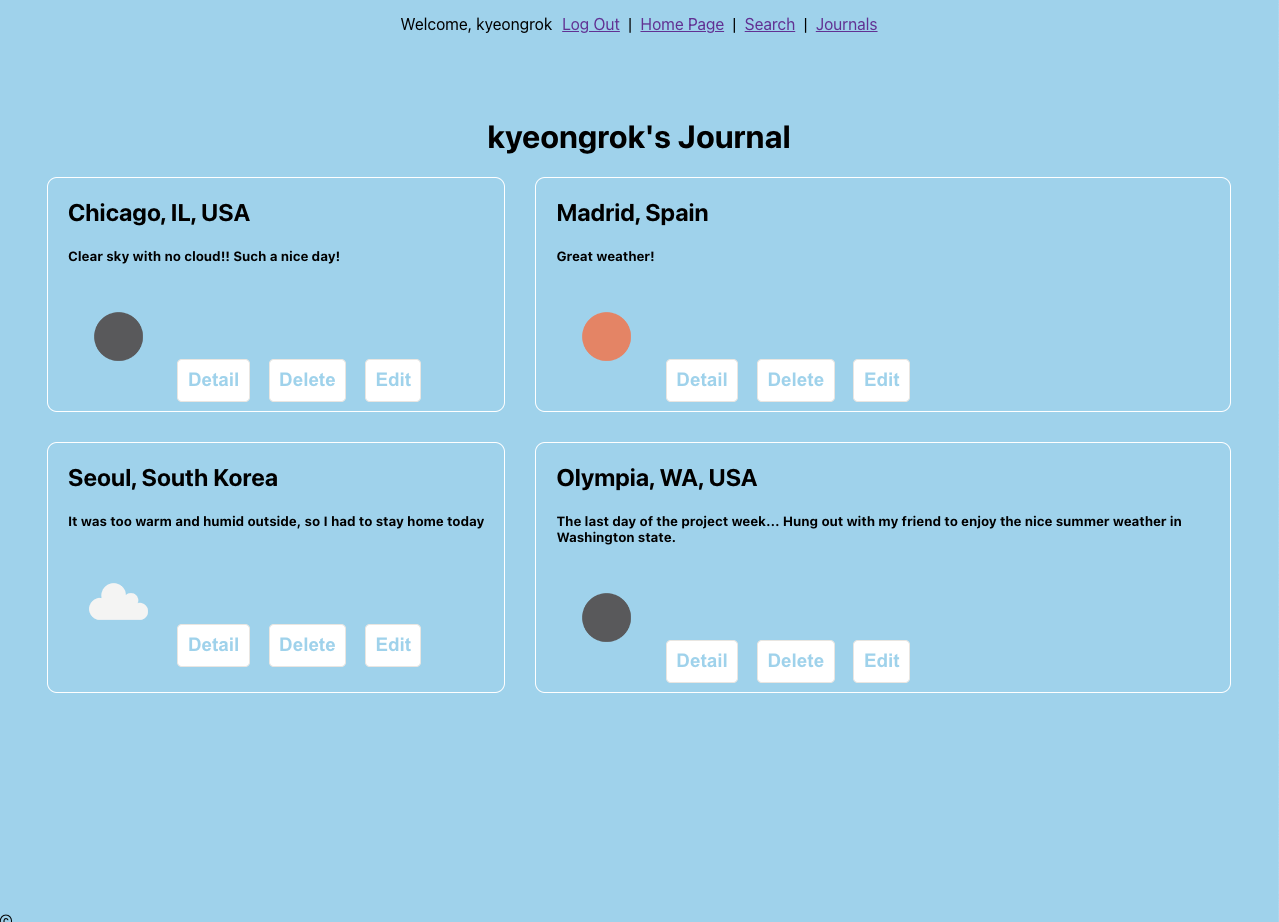 Welcome, kyeongrok Log Out | Home Page | Search | Journals
kyeongrok's Journal
Chicago, IL, USA
Clear sky with no cloud!! Such a nice day!
Detail Delete Edit
Madrid, Spain
Great weather!
Detail Delete Edit
Seoul, South Korea
It was too warm and humid outside, so I had to stay home today
Detail Delete Edit
Olympia, WA, USA
The last day of the project week... Hung out with my friend to enjoy the nice summer weather in
Washington state.
Detail Delete Edit
©